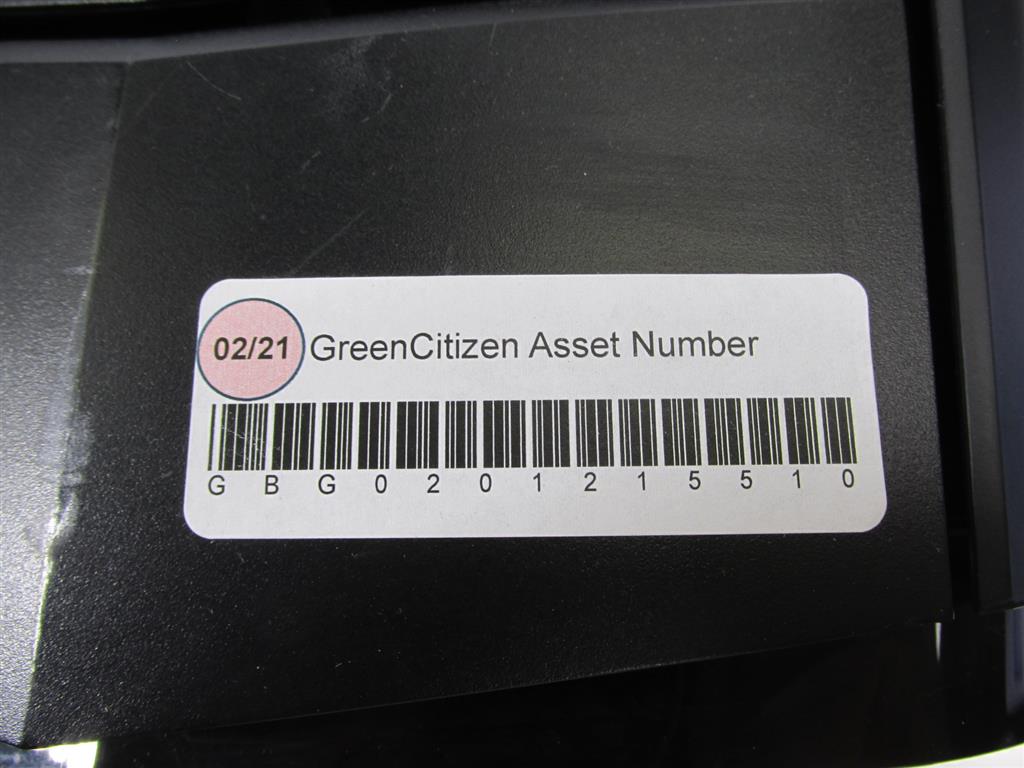 02/21 GreenCitizen Asset Number
G B G 0 2 0 1 2 1 5 5 1 0